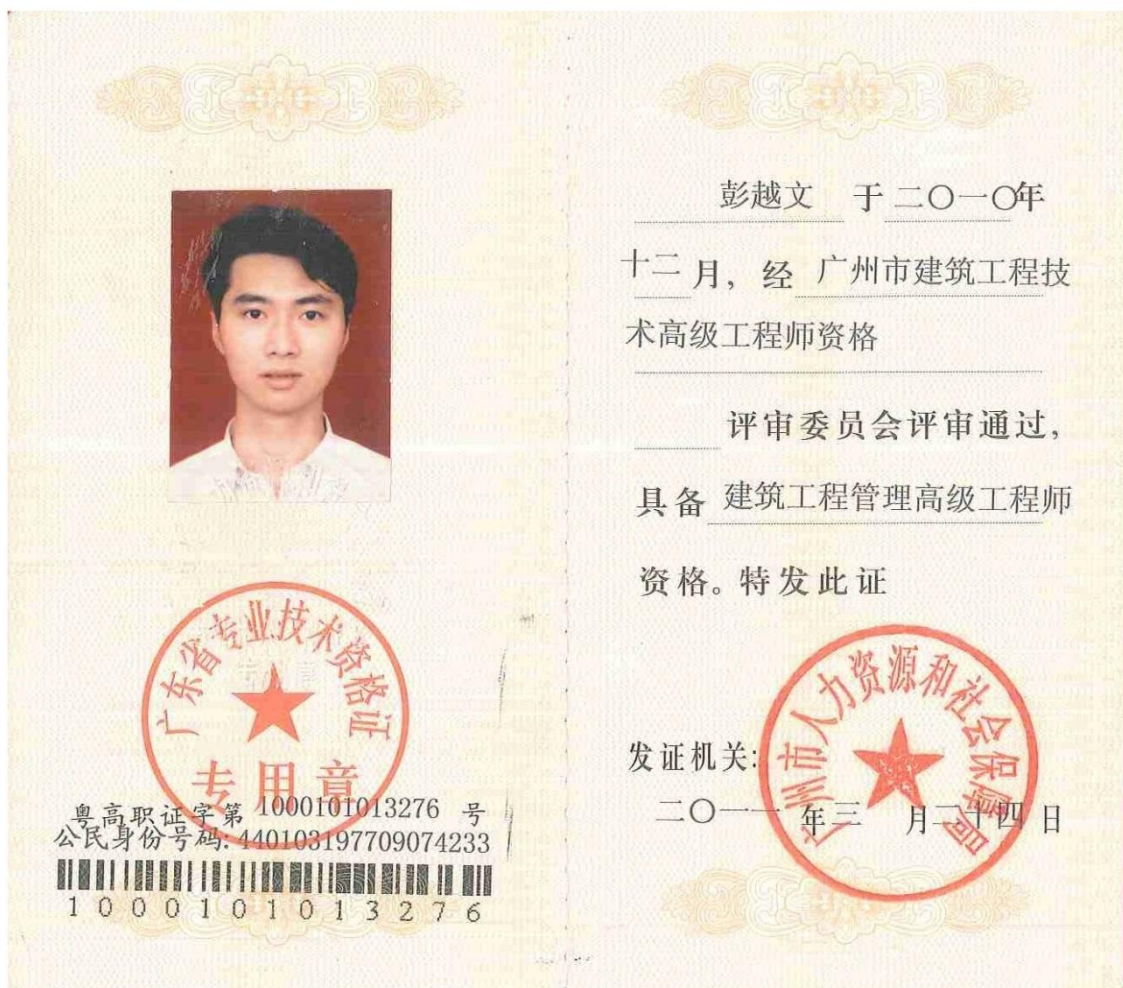 广东省专业技术资格证
专用章
粤高职证字第 1000101013276 号
公民身份号码: 440103197709074233
1000101013276
彭越文 于二〇一〇年
十二月，经 广州市建筑工程技
术高级工程师资格
评审委员会评审通过，
具备 建筑工程管理高级工程师
资格。特发此证
广州市人力资源和社会保障局
发证机关:
二〇一一年三月二十四日